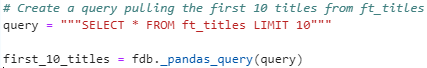 # Create a query pulling the first 10 titles from ft_titles
query = """SELECT * FROM ft_titles LIMIT 10"""
first_10_titles = fdb._pandas_query(query)